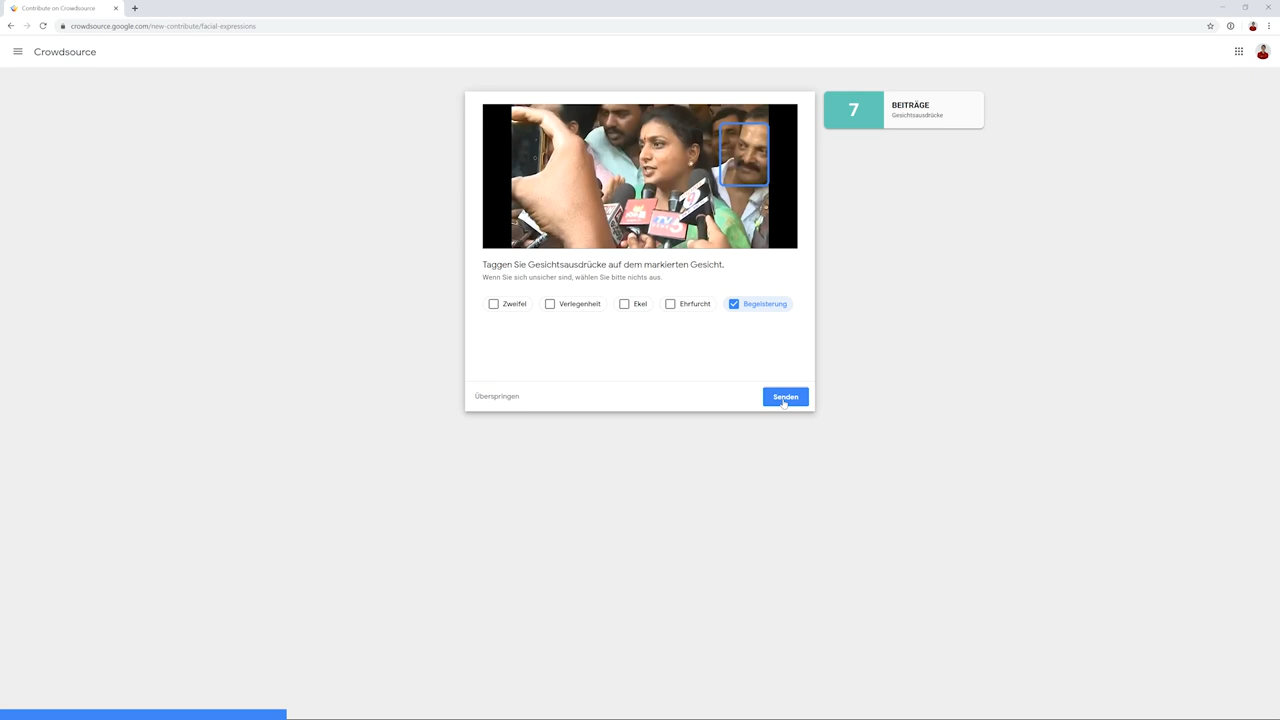 Contribute on Crowdsource
crowdsource.google.com/new-contribute/facial-expressions
Crowdsource
7
BEITRÄGE
Gesichtsausdrücke
TV5
Taggen Sie Gesichtsausdrücke auf dem markierten Gesicht.
Wenn Sie sich unsicher sind, wählen Sie bitte nichts aus.
Zweifel
Verlegenheit
Ekel
Ehrfurcht
Begeisterung
Überspringen
Senden